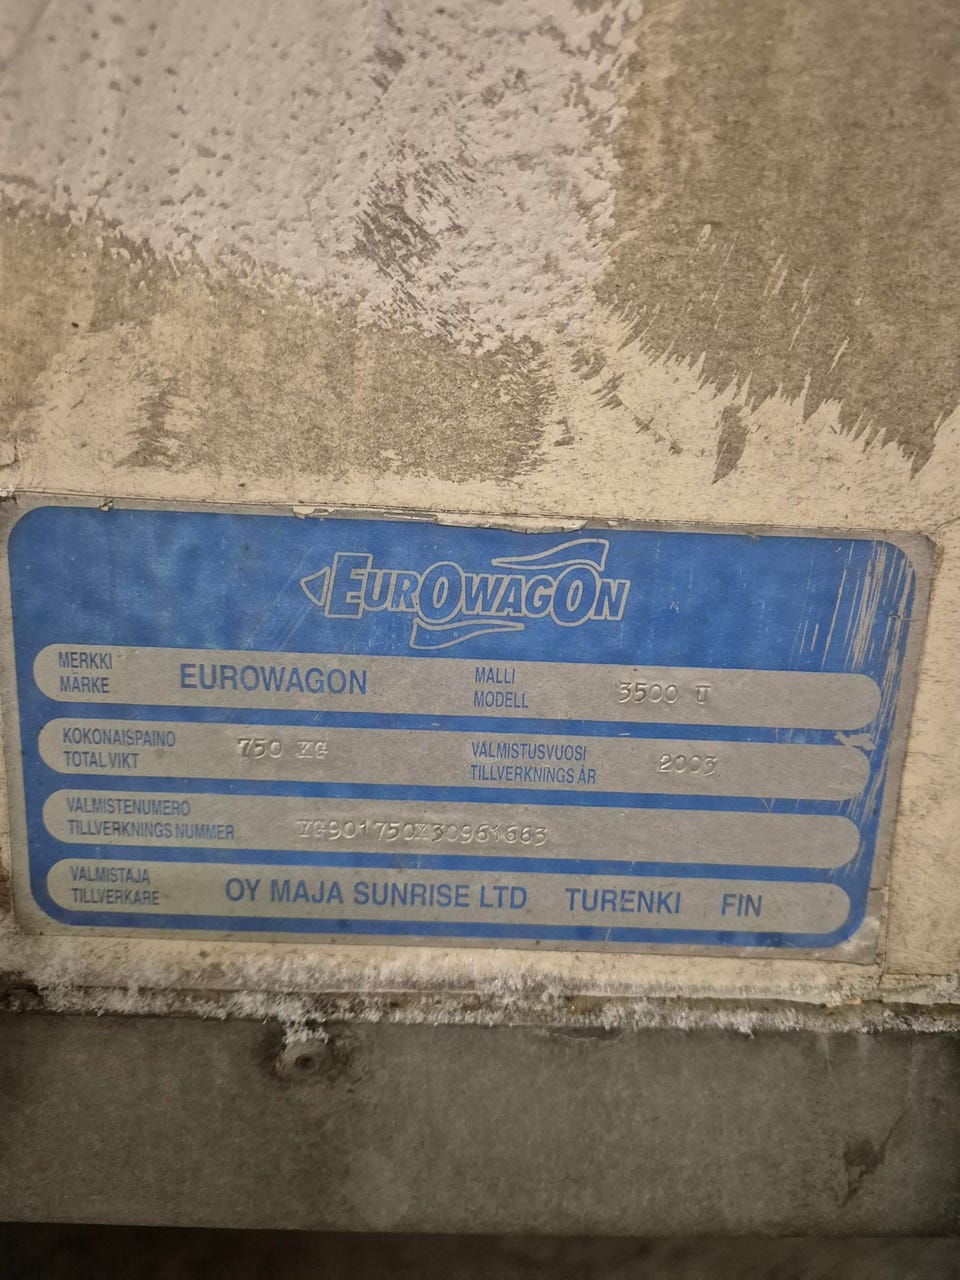 EUROWAGON
MERKKI
MÄRKE
EUROWAGON
MALLI
MODELL
3500 U
KOKONAISPAINO
TOTAL VIKT
750 KG
VALMISTUSVUOSI
TILLVERKNINGS ÅR
2003
VALMISTENUMERO
TILLVERKNINGS NUMMER
YG901750X30961663
VALMISTAJA
TILLVERKARE
OY MAJA SUNRISE LTD TURENKI FIN